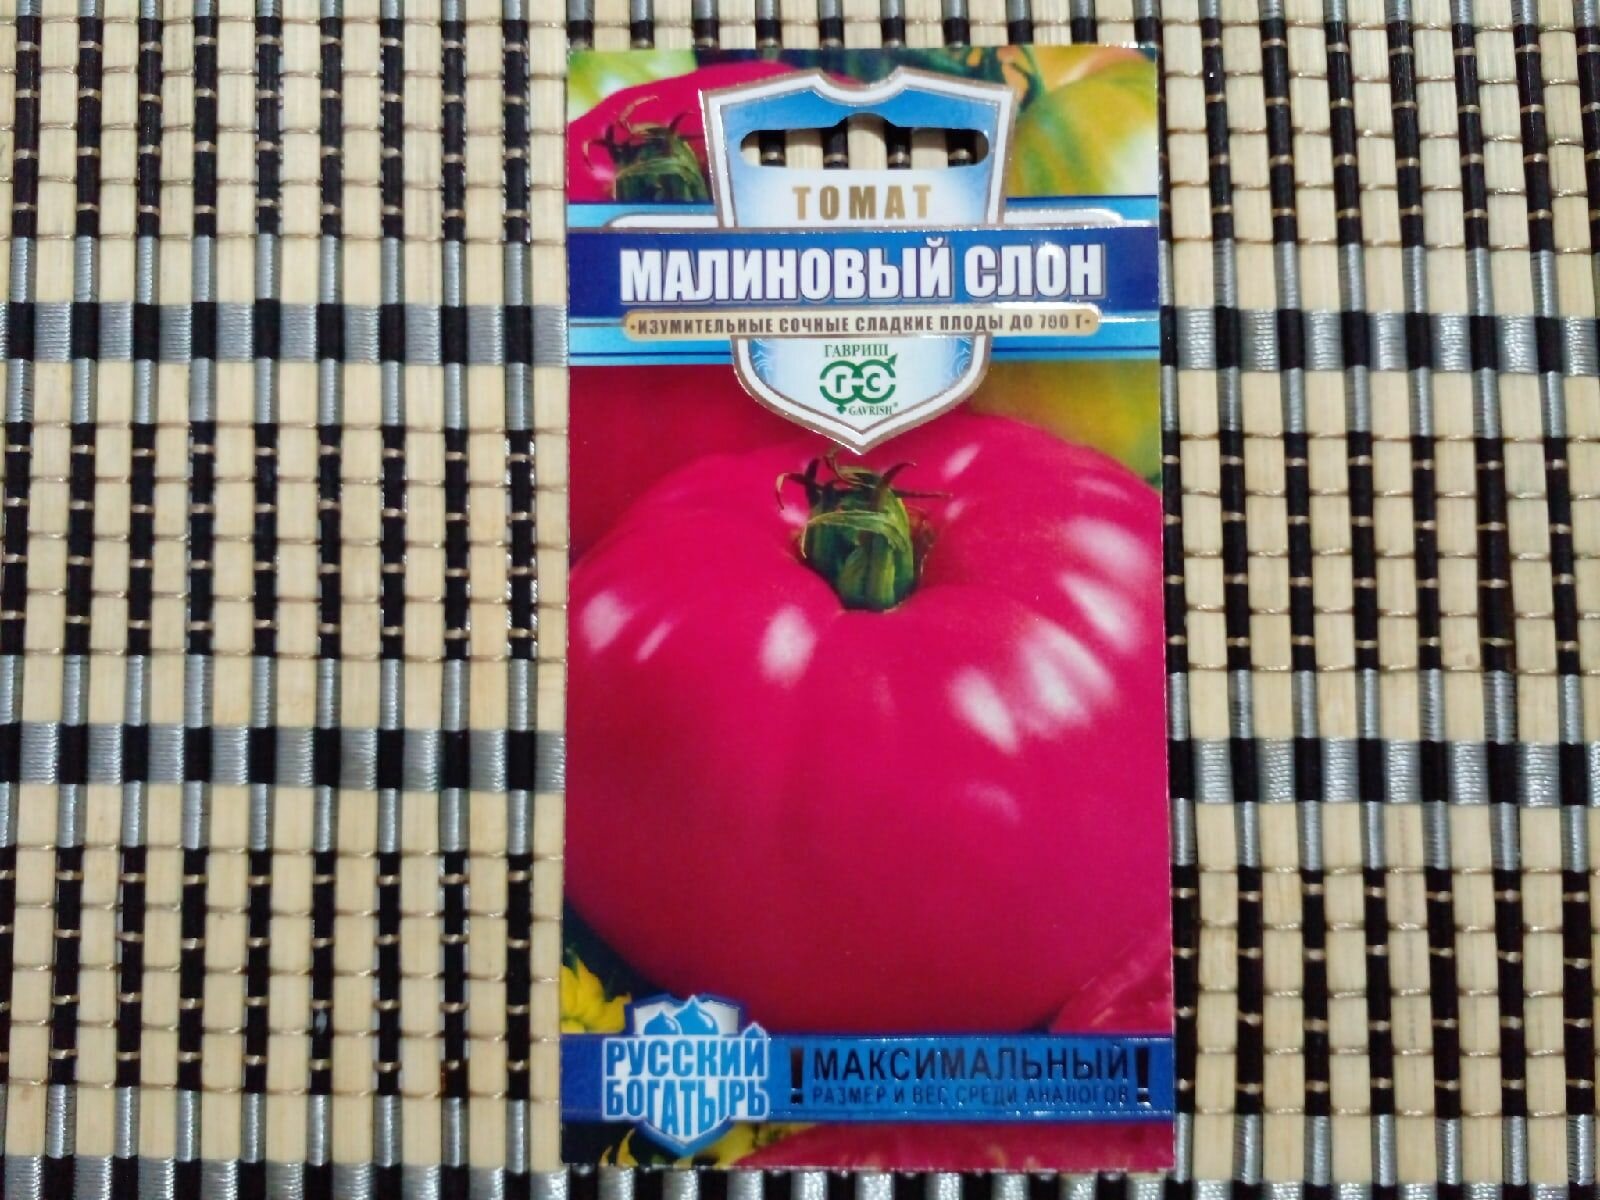 ТОМАТ
МАЛИНОВЫЙ СЛОН
•ИЗУМИТЕЛЬНЫЕ СОЧНЫЕ СЛАДКИЕ ПЛОДЫ ДО 700 Г•
ГАВРИШ
Г-С
GAVRISH®
РУССКИЙ
БОГАТЫРЬ
! МАКСИМАЛЬНЫЙ !
РАЗМЕР И ВЕС СРЕДИ АНАЛОГОВ